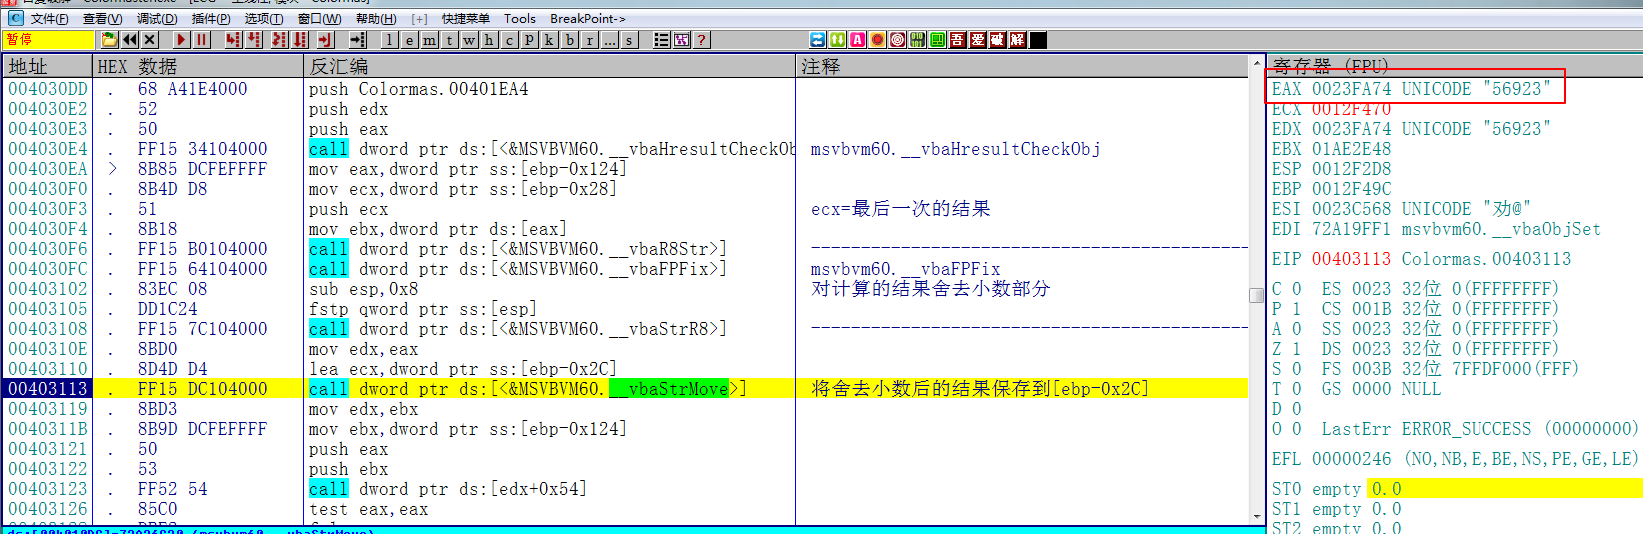 文件(F) 查看(V) 调试(D) 插件(P) 选项(T) 窗口(W) 帮助(H) [+] 快捷菜单 Tools BreakPoint->
暂停 l e m t w h c p k b r ... s ? A 吾 爱 破 解
地址 HEX 数据 反汇编 注释 寄存器 (FPU)
004030DD . 68 A41E4000 push Colormas.00401EA4
004030E2 . 52 push edx
004030E3 . 50 push eax
004030E4 . FF15 34104000 call dword ptr ds:[<&MSVBVM60.__vbaHresultCheckOb msvbvm60.__vbaHresultCheckObj
004030EA > 8B85 DCFEFFFF mov eax,dword ptr ss:[ebp-0x124]
004030F0 . 8B4D D8 mov ecx,dword ptr ss:[ebp-0x28]
004030F3 . 51 push ecx ecx=最后一次的结果
004030F4 . 8B18 mov ebx,dword ptr ds:[eax]
004030F6 . FF15 B0104000 call dword ptr ds:[<&MSVBVM60.__vbaR8Str>]
004030FC . FF15 64104000 call dword ptr ds:[<&MSVBVM60.__vbaFPFix>] msvbvm60.__vbaFPFix
00403102 . 83EC 08 sub esp,0x8 对计算的结果舍去小数部分
00403105 . DD1C24 fstp qword ptr ss:[esp]
00403108 . FF15 7C104000 call dword ptr ds:[<&MSVBVM60.__vbaStrR8>]
0040310E . 8BD0 mov edx,eax
00403110 . 8D4D D4 lea ecx,dword ptr ss:[ebp-0x2C]
00403113 . FF15 DC104000 call dword ptr ds:[<&MSVBVM60.__vbaStrMove>] 将舍去小数后的结果保存到[ebp-0x2C]
00403119 . 8BD3 mov edx,ebx
0040311B . 8B9D DCFEFFFF mov ebx,dword ptr ss:[ebp-0x124]
00403121 . 50 push eax
00403122 . 53 push ebx
00403123 . FF52 54 call dword ptr ds:[edx+0x54]
00403126 . 85C0 test eax,eax
EAX 0023FA74 UNICODE "56923"
ECX 0012F470
EDX 0023FA74 UNICODE "56923"
EBX 01AE2E48
ESP 0012F2D8
EBP 0012F49C
ESI 0023C568 UNICODE "劝@"
EDI 72A19FF1 msvbvm60.__vbaObjSet
EIP 00403113 Colormas.00403113
C 0 ES 0023 32位 0(FFFFFFFF)
P 1 CS 001B 32位 0(FFFFFFFF)
A 0 SS 0023 32位 0(FFFFFFFF)
Z 1 DS 0023 32位 0(FFFFFFFF)
S 0 FS 003B 32位 7FFDF000(FFF)
T 0 GS 0000 NULL
D 0
O 0 LastErr ERROR_SUCCESS (00000000)
EFL 00000246 (NO,NB,E,BE,NS,PE,GE,LE)
ST0 empty 0.0
ST1 empty 0.0
ST2 empty 0.0